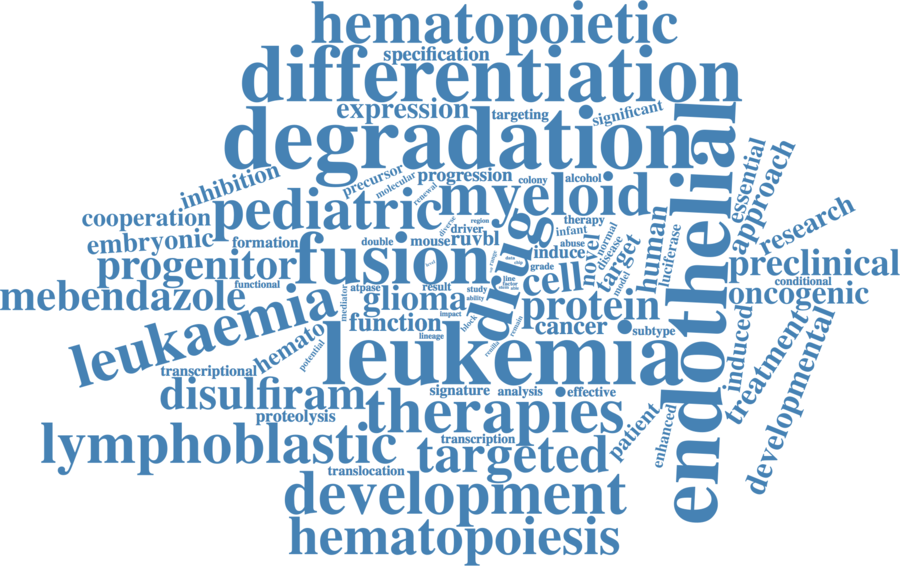 hematopoietic
specification
differentiation
expression
targeting
significant
degradation
endothelial
essential
approach
inhibition
precursor
molecular
renewal
progression
colony
alcohol
cooperation
pediatric
myeloid
diverse
region
driver
therapy
infant
research
embryonic
formation
double
mouse
ruvbl
drug
abuse
normal
human
luciferase
progenitor
fusion
induce
novel
disease
target
model
preclinical
functional
level
grade
cell
conditional
mebendazole
mediator
atpase
result
study
line
factor
oncogenic
leukaemia
glioma
ability
protein
impact
function
block
remain
cancer
subtype
hemato
potential
lineage
leukemia
induced
treatment
developmental
transcriptional
disulfiram
signature
analysis
effective
proteolysis
therapies
patient
enhanced
lymphoblastic
transcription
targeted
translocation
development
hematopoiesis